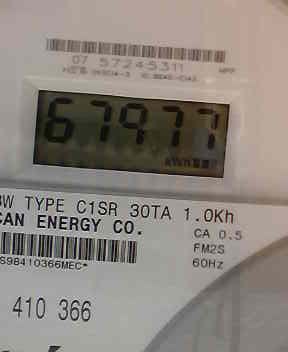 07 57245311
67977
kWh
W TYPE C1SR 30TA 1.0Kh
CAN ENERGY CO.
CA 0.5
FM2S
60Hz
S98410366MEC*
410 366